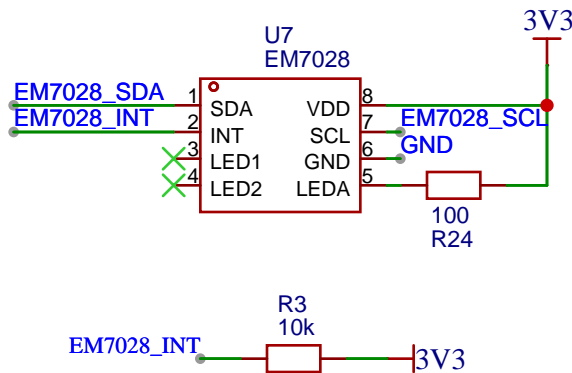 3V3
U7
EM7028
EM7028_SDA
1
SDA
VDD
8
EM7028_INT
2
INT
SCL
7
EM7028_SCL
3
LED1
GND
6
GND
4
LED2
LEDA
5
100
R24
R3
10k
EM7028_INT
3V3